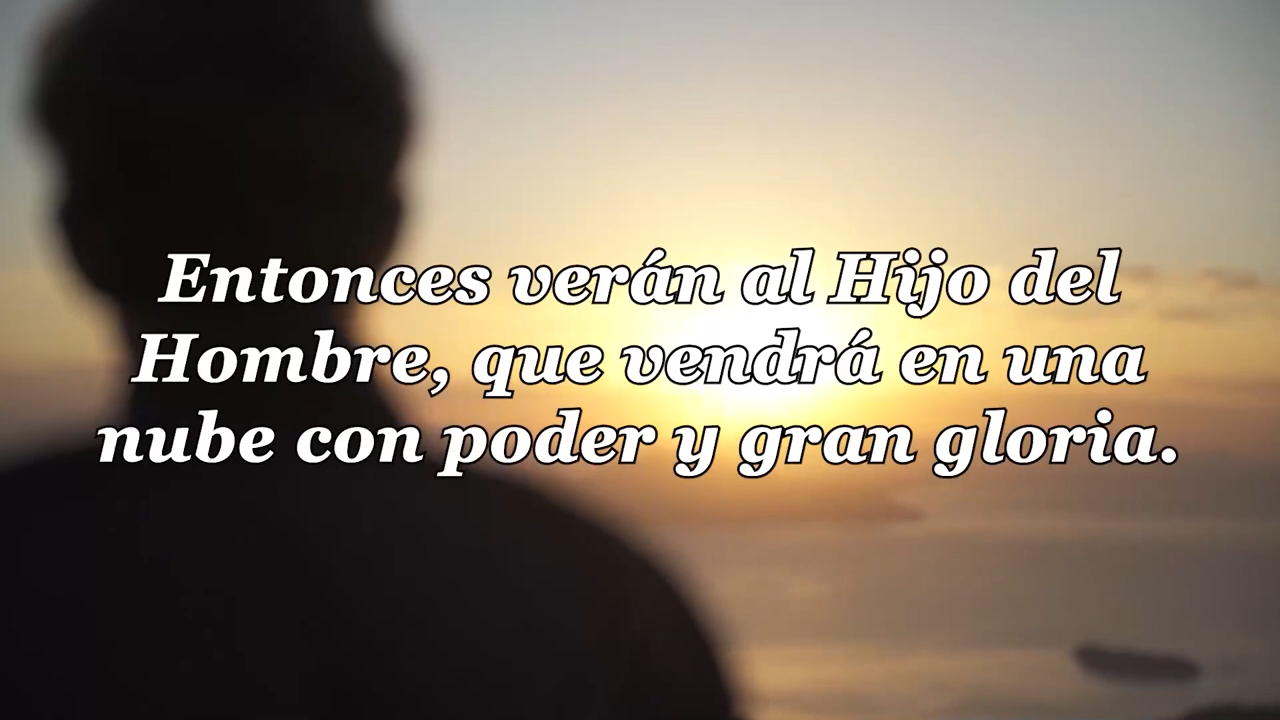 Entonces verán al Hijo del
Hombre, que vendrá en una
nube con poder y gran gloria.